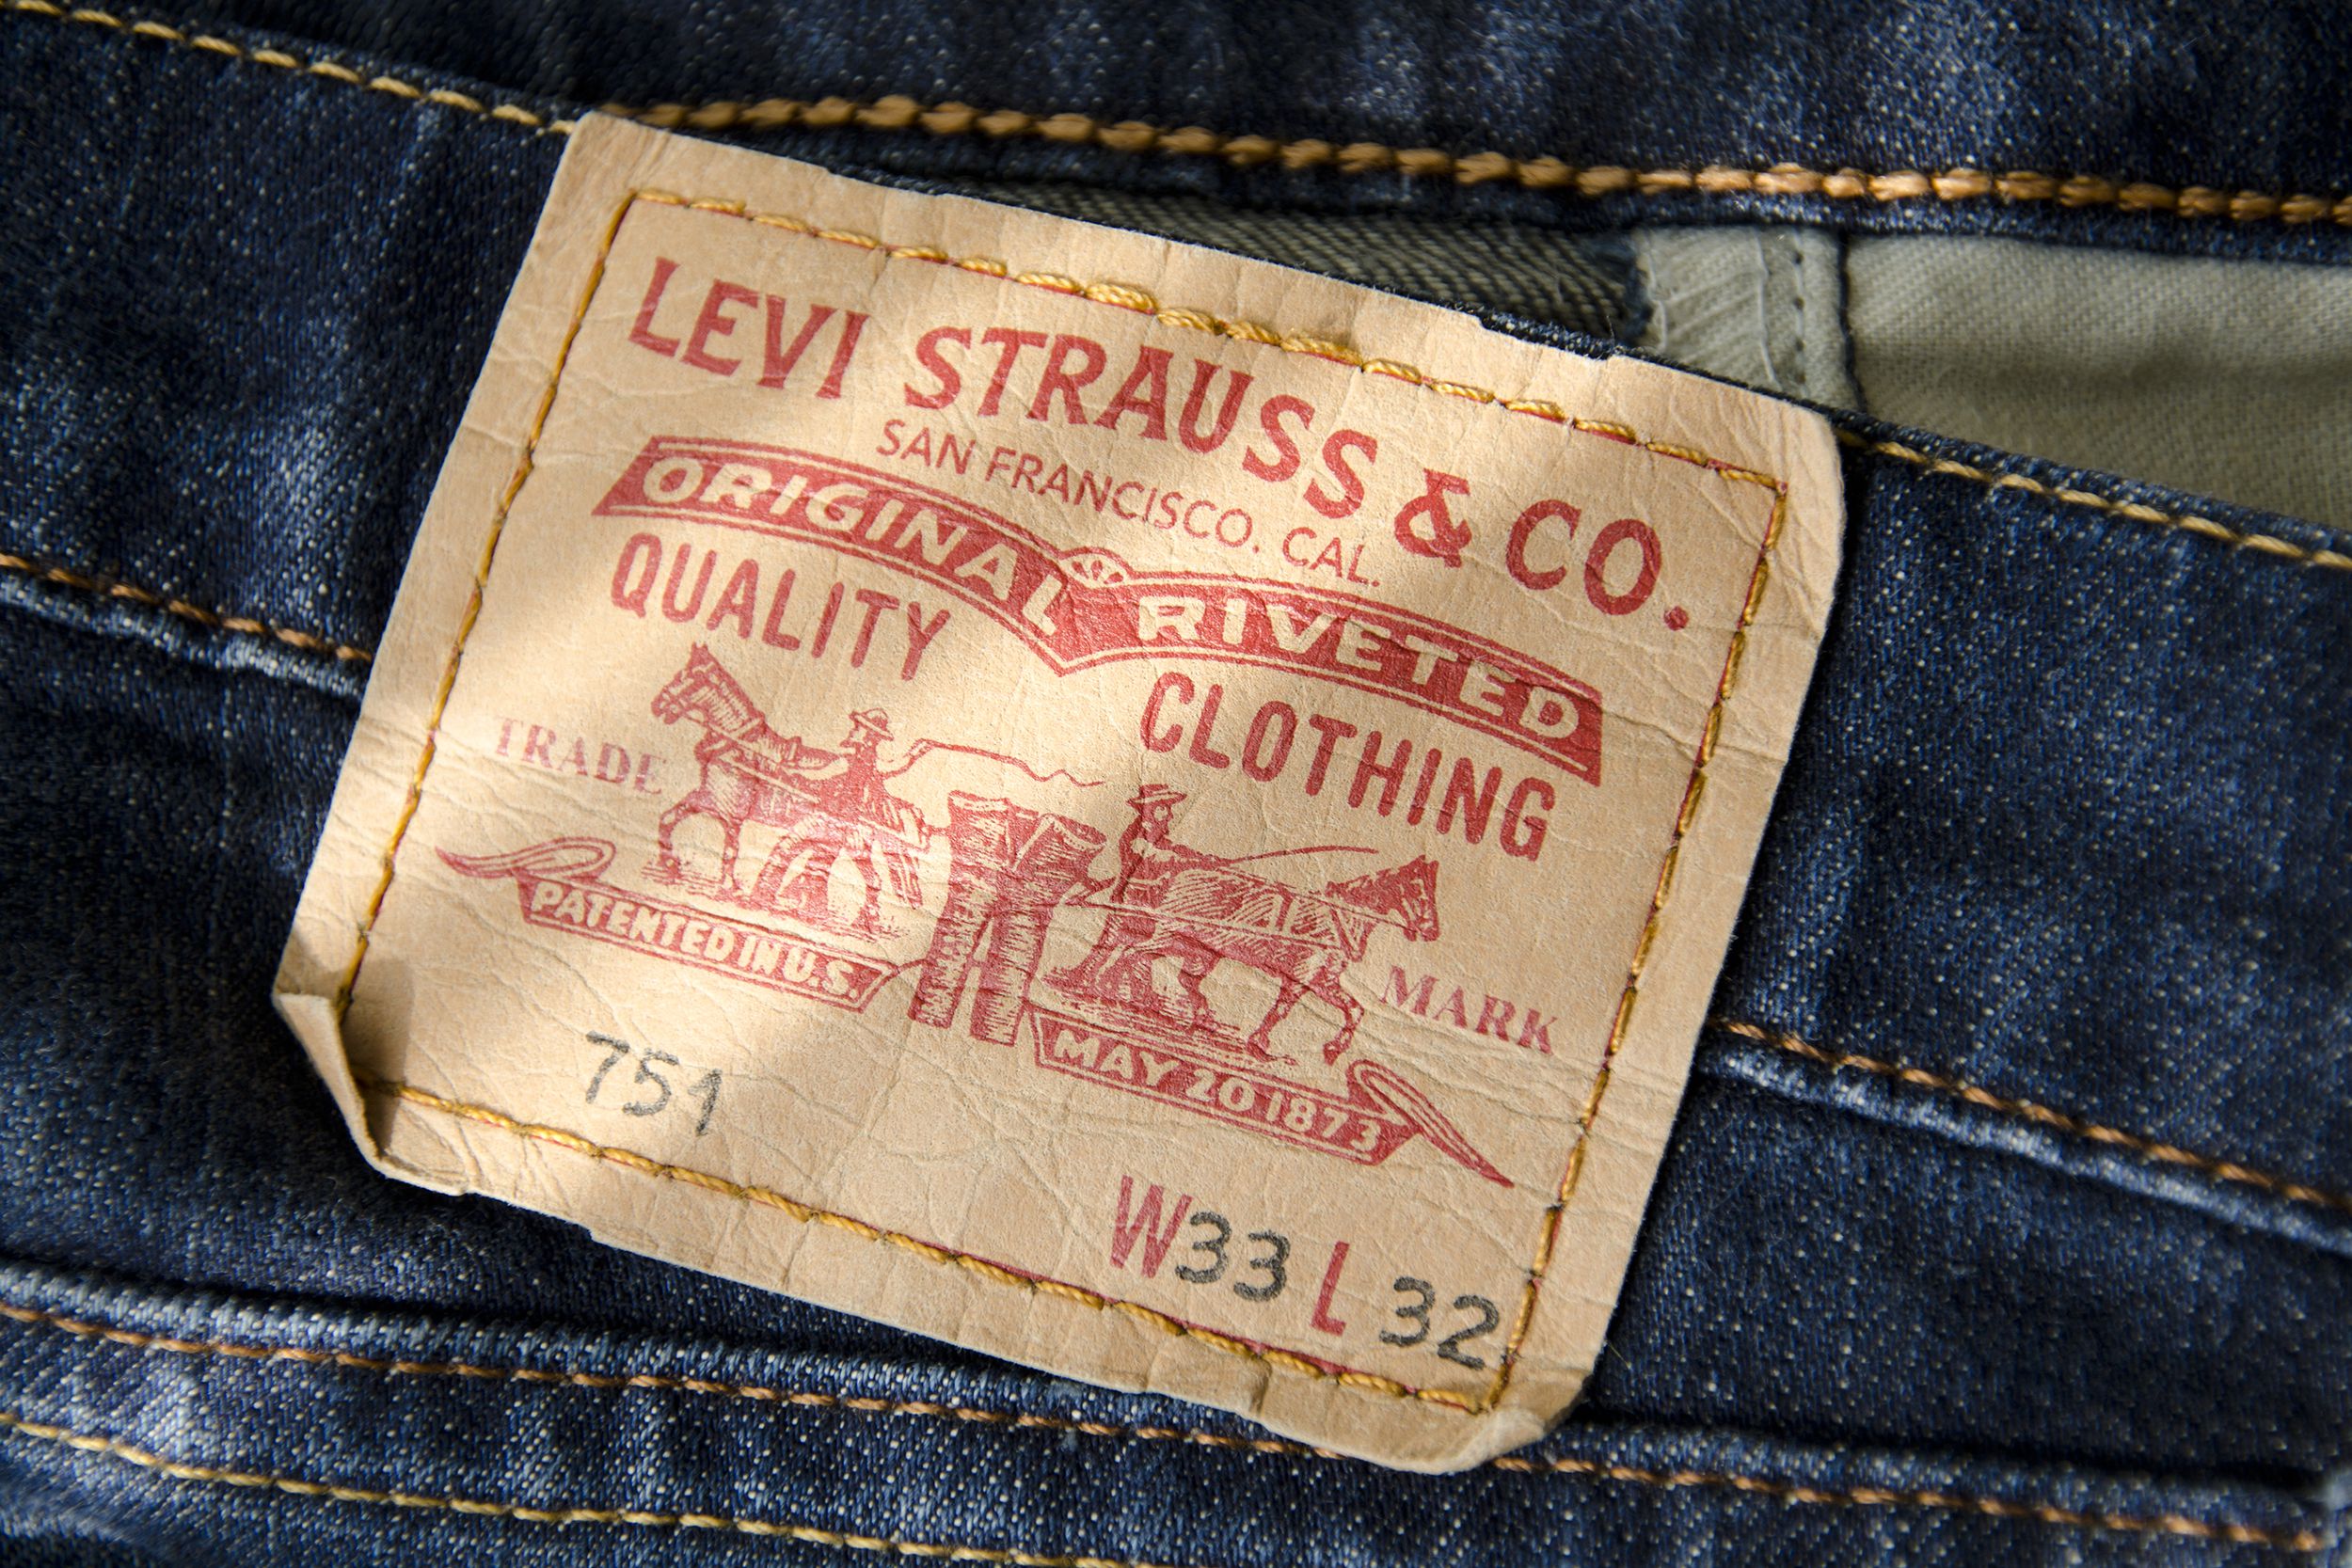 LEVI STRAUSS & CO.
SAN FRANCISCO. CAL.
ORIGINAL RIVETED
QUALITY CLOTHING
TRADE MARK
PATENTED IN U.S.
MAY 20 1873
751
W33 L 32